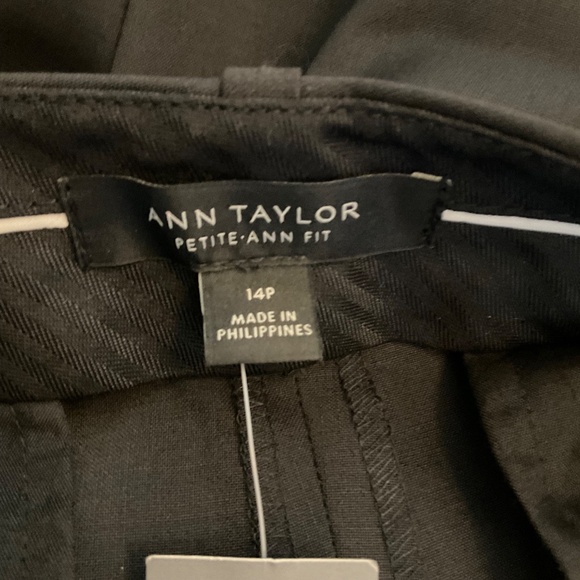 ANN TAYLOR
PETITE·ANN FIT
14P
MADE IN
PHILIPPINES